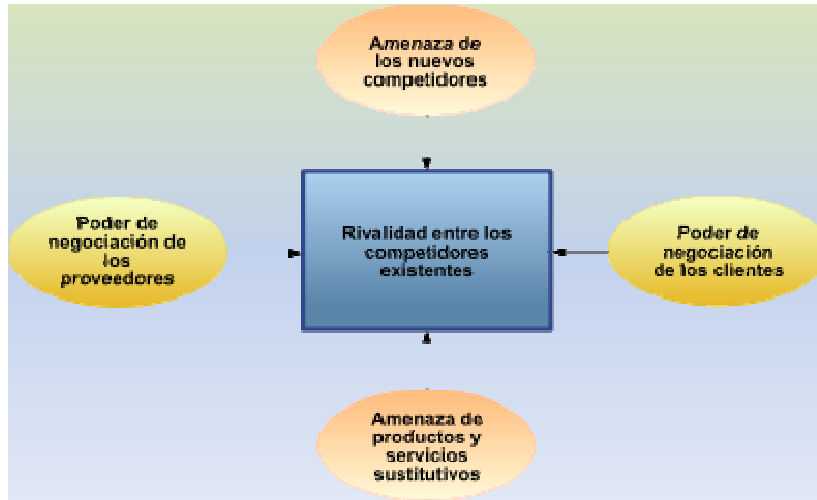 Amenaza de
los nuevos
competidores
Poder de
negociación de
los
proveedores
Rivalidad entre los
competidores
existentes
Poder de
negociación
de los clientes
Amenaza de
productos y
servicios
sustitutivos